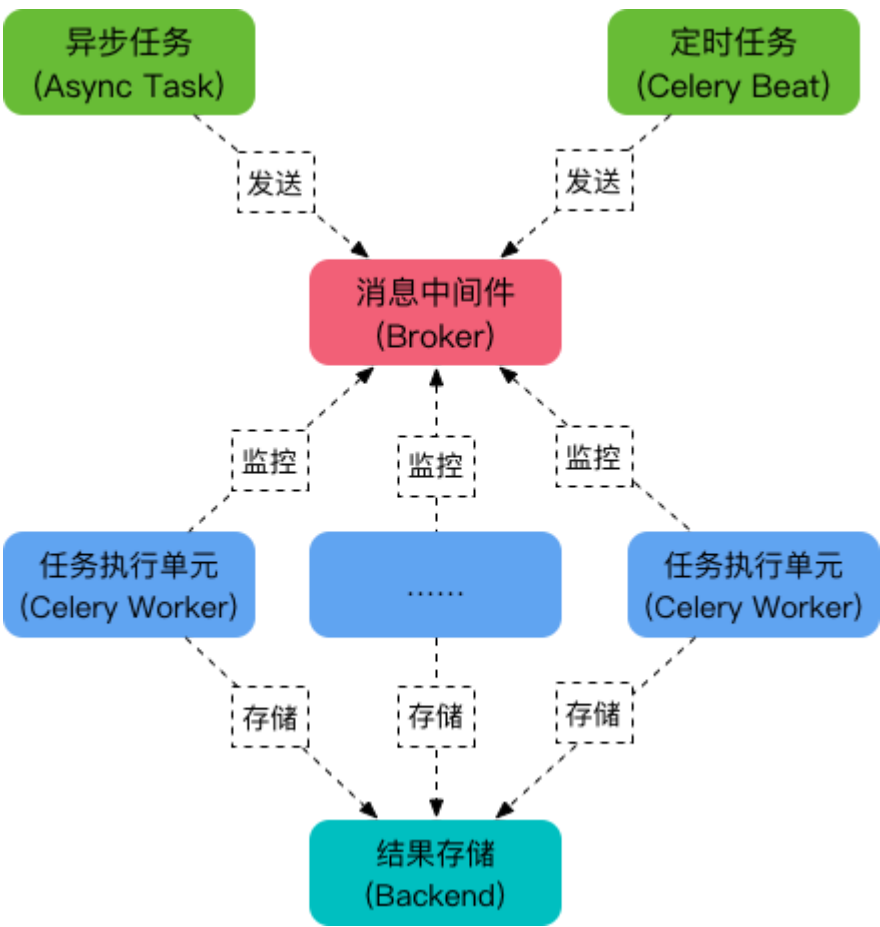 异步任务
(Async Task)
定时任务
(Celery Beat)
发送
发送
消息中间件
(Broker)
监控
监控
监控
任务执行单元
(Celery Worker)
……
任务执行单元
(Celery Worker)
存储
存储
存储
结果存储
(Backend)